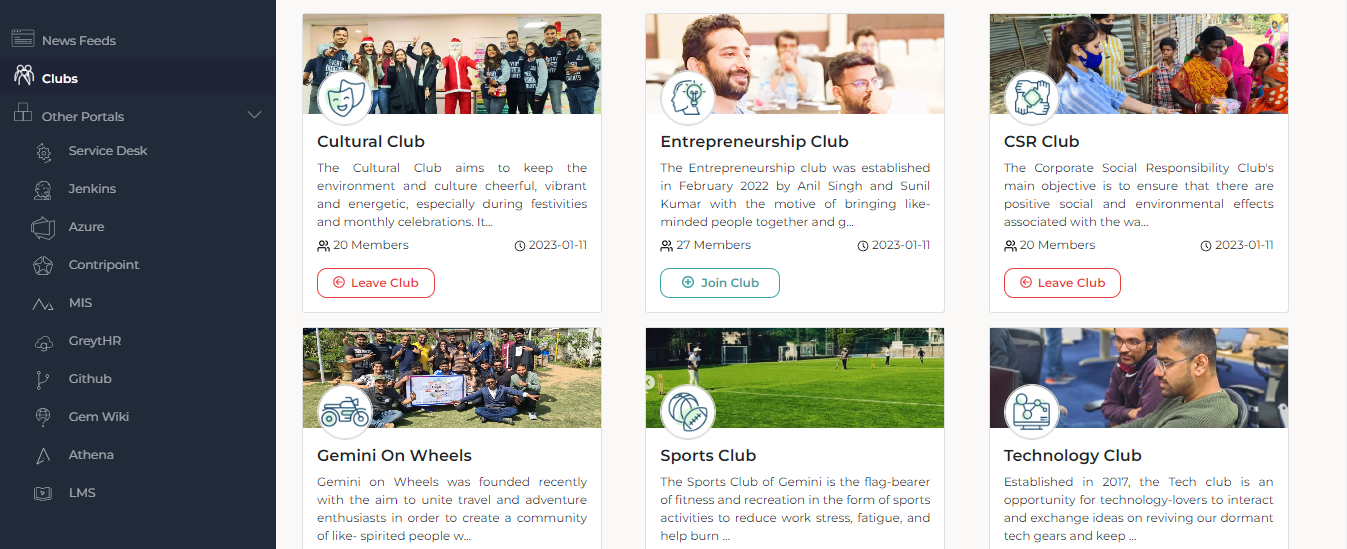 News Feeds
Clubs
Other Portals
Service Desk
Jenkins
Azure
Contripoint
MIS
GreytHR
Github
Gem Wiki
Athena
LMS
Cultural Club
The Cultural Club aims to keep the
environment and culture cheerful, vibrant
and energetic, especially during festivities
and monthly celebrations. It...
20 Members
2023-01-11
Leave Club
Entrepreneurship Club
The Entrepreneurship club was established
in February 2022 by Anil Singh and Sunil
Kumar with the motive of bringing like-
minded people together and g...
27 Members
2023-01-11
Join Club
CSR Club
The Corporate Social Responsibility Club's
main objective is to ensure that there are
positive social and environmental effects
associated with the wa...
20 Members
2023-01-11
Leave Club
Gemini On Wheels
Gemini on Wheels was founded recently
with the aim to unite travel and adventure
enthusiasts in order to create a community
of like- spirited people w...
Sports Club
The Sports Club of Gemini is the flag-bearer
of fitness and recreation in the form of sports
activities to reduce work stress, fatigue, and
help burn ...
Technology Club
Established in 2017, the Tech club is an
opportunity for technology-lovers to interact
and exchange ideas on reviving our dormant
tech gears and keep ...